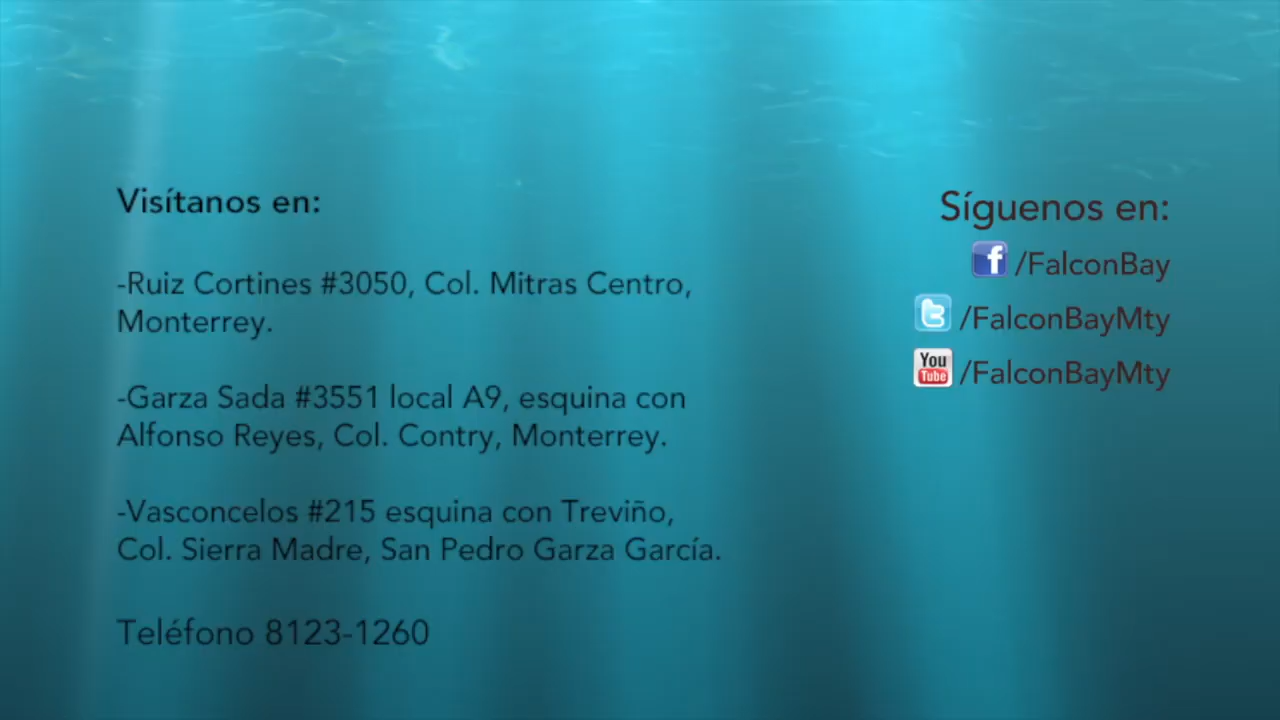 Visítanos en:
-Ruiz Cortines #3050, Col. Mitras Centro,
Monterrey.
-Garza Sada #3551 local A9, esquina con
Alfonso Reyes, Col. Contry, Monterrey.
-Vasconcelos #215 esquina con Treviño,
Col. Sierra Madre, San Pedro Garza García.
Teléfono 8123-1260
Síguenos en:
f /FalconBay
t /FalconBayMty
You Tube /FalconBayMty